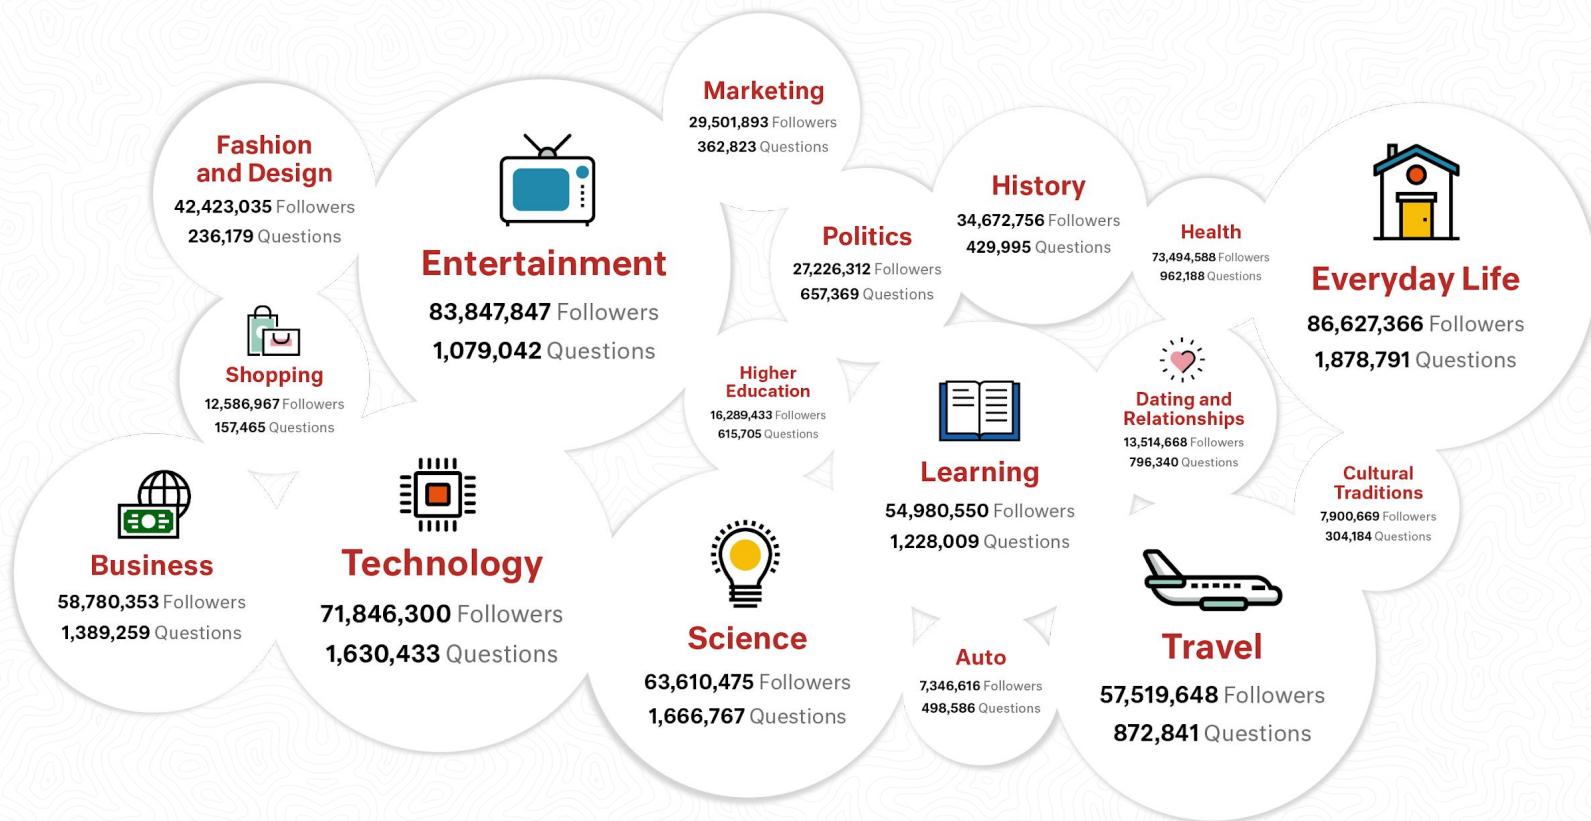 Marketing
29,501,893 Followers
362,823 Questions
Fashion
and Design
42,423,035 Followers
236,179 Questions
Entertainment
83,847,847 Followers
1,079,042 Questions
Politics
27,226,312 Followers
657,369 Questions
History
34,672,756 Followers
429,995 Questions
Health
73,494,588 Followers
962,188 Questions
Everyday Life
86,627,366 Followers
1,878,791 Questions
Shopping
12,586,967 Followers
157,465 Questions
Higher
Education
16,289,433 Followers
615,705 Questions
Learning
54,980,550 Followers
1,228,009 Questions
Dating and
Relationships
13,514,668 Followers
796,340 Questions
Cultural
Traditions
7,900,669 Followers
304,184 Questions
Business
58,780,353 Followers
1,389,259 Questions
Technology
71,846,300 Followers
1,630,433 Questions
Science
63,610,475 Followers
1,666,767 Questions
Auto
7,346,616 Followers
498,586 Questions
Travel
57,519,648 Followers
872,841 Questions